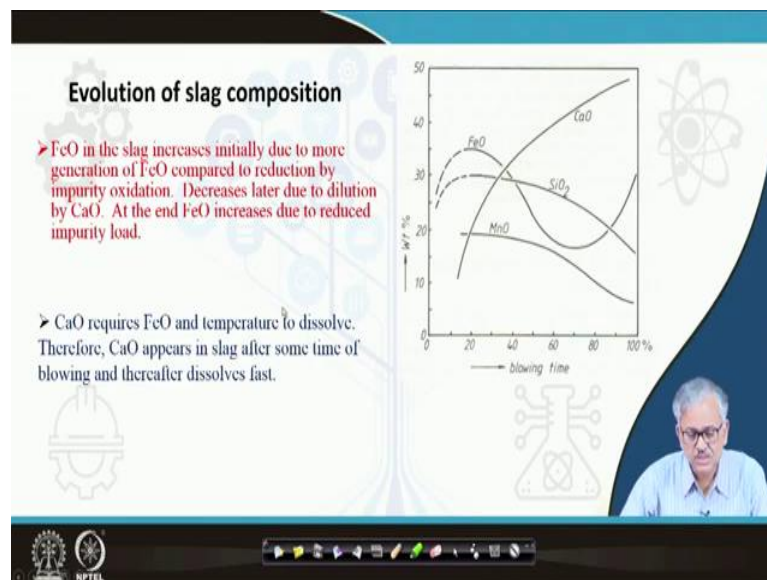 Evolution of slag composition
➤FeO in the slag increases initially due to more
generation of FeO compared to reduction by
impurity oxidation. Decreases later due to dilution
by CaO. At the end FeO increases due to reduced
impurity load.
➤ CaO requires FeO and temperature to dissolve.
Therefore, CaO appears in slag after some time of
blowing and thereafter dissolves fast.
50
40
30
20
10
0
Wt %
CaO
FeO
SiO₂
MnO
0 20 40 60 80 100 %
blowing time
NPTEL